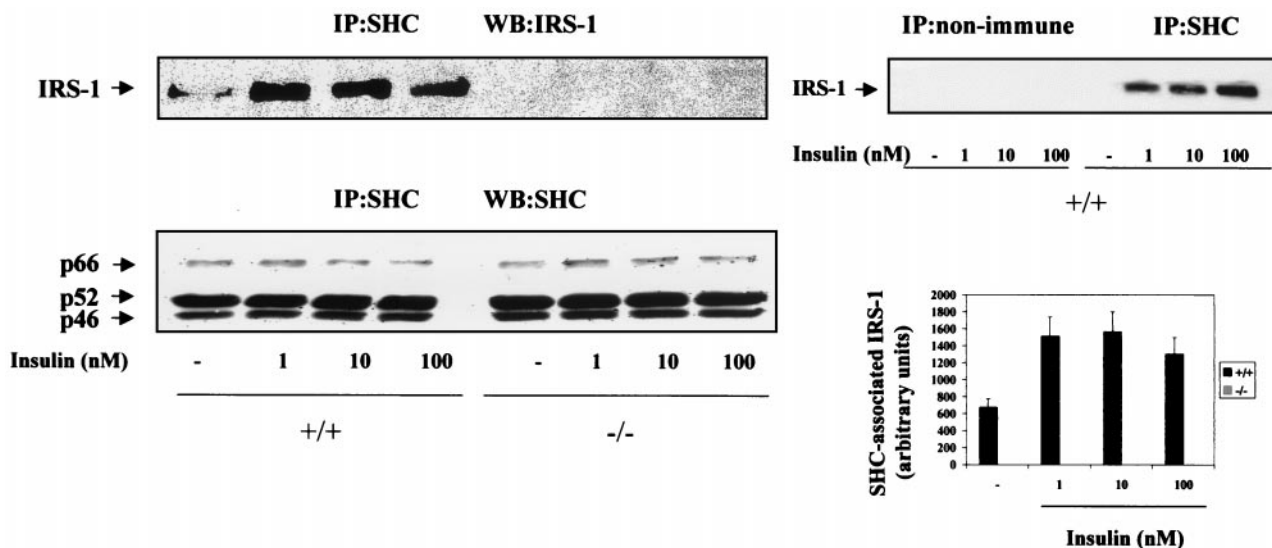 IP:SHC WB:IRS-1
IRS-1
IP:SHC WB:SHC
p66
p52
p46
Insulin (nM) - 1 10 100 - 1 10 100
+/+ -/-
IP:non-immune IP:SHC
IRS-1
Insulin (nM) - 1 10 100 - 1 10 100
+/+
SHC-associated IRS-1
(arbitrary units)
2000
1800
1600
1400
1200
1000
800
600
400
200
0
- 1 10 100
Insulin (nM)
+/+
-/-